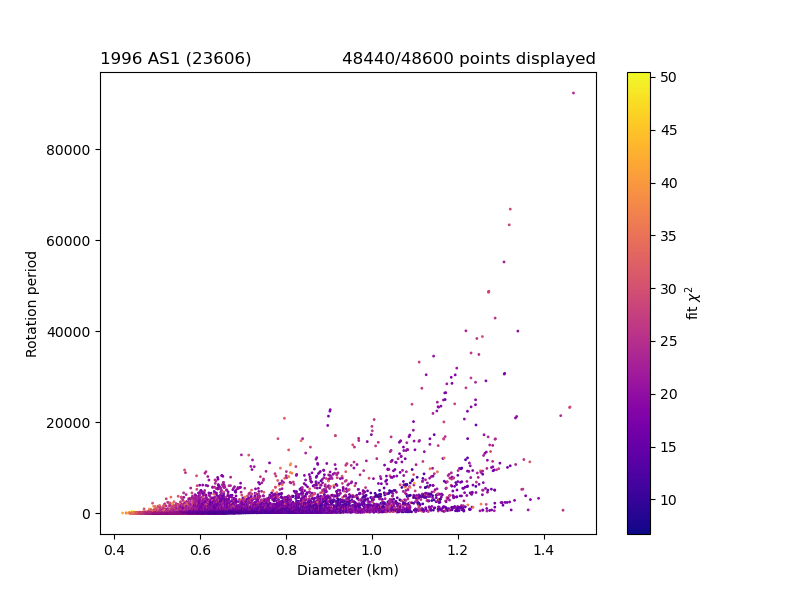 1996 AS1 (23606) 48440/48600 points displayed
80000
60000
40000
20000
0
Rotation period
0.4 0.6 0.8 1.0 1.2 1.4
Diameter (km)
50
45
40
35
30
25
20
15
10
fit χ²